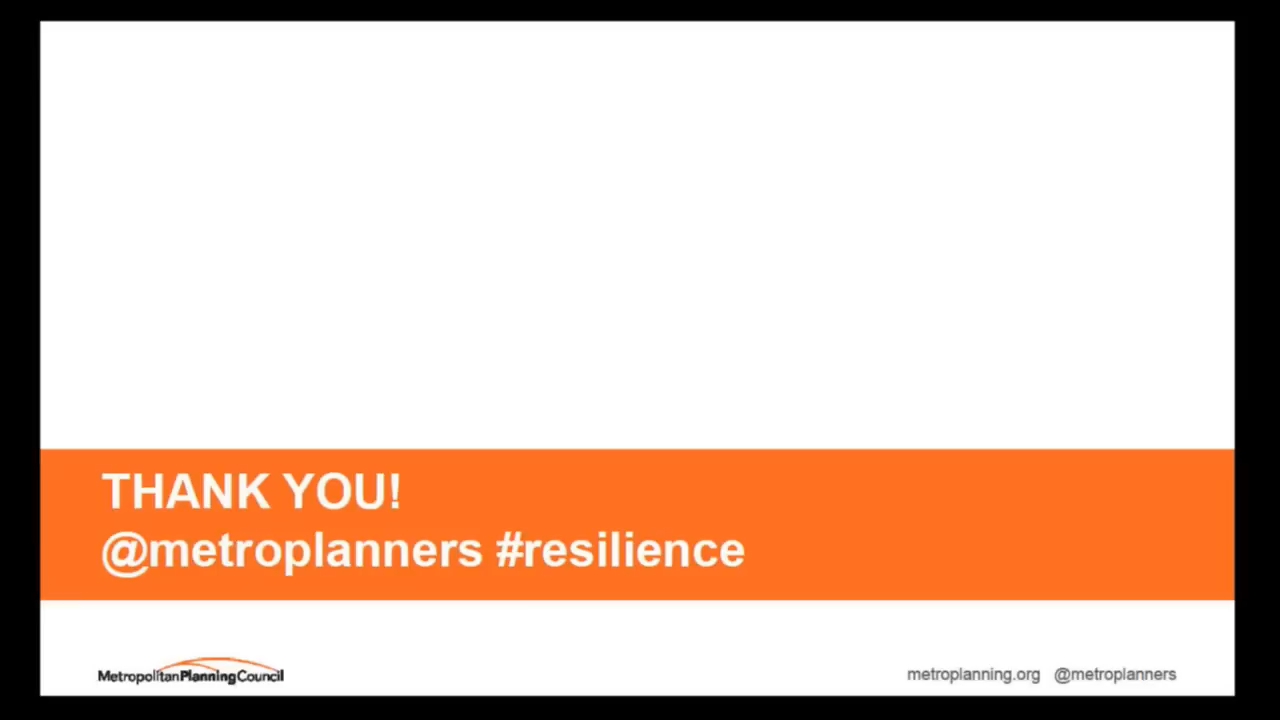 THANK YOU!
@metroplanners #resilience
MetropolitanPlanningCouncil
metroplanning.org @metroplanners